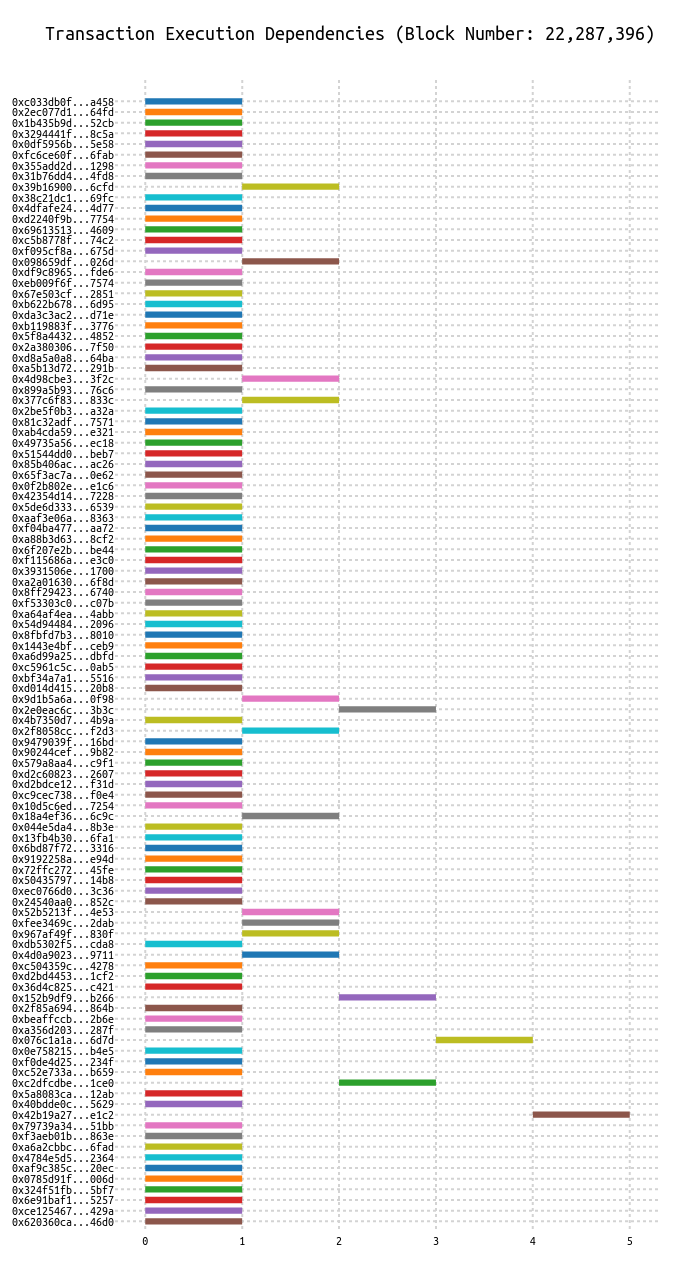 Transaction Execution Dependencies (Block Number: 22,287,396)
0xc033db0f...a458
0x2ec077d1...64fd
0x1b435b9d...52cb
0x3294441f...8c5a
0x0df5956b...5e58
0xfc6ce60f...6fab
0x355add2d...1298
0x31b76dd4...4fd8
0x39b16900...6cfd
0x38c21dc1...69fc
0x4dfafe24...4d77
0xd2240f9b...7754
0x69613513...4609
0xc5b8778f...74c2
0xf095cf8a...675d
0x098659df...026d
0xdf9c8965...fde6
0xeb009f6f...7574
0x67e503cf...2851
0xb622b678...6d95
0xda3c3ac2...d71e
0xb119883f...3776
0x5f8a4432...4852
0x2a380306...7f50
0xd8a5a0a8...64ba
0xa5b13d72...291b
0x4d98cbe3...3f2c
0x899a5b93...76c6
0x377c6f83...833c
0x2be5f0b3...a32a
0x81c32adf...7571
0xab4cda59...e321
0x49735a56...ec18
0x51544dd0...beb7
0x85b406ac...ac26
0x65f3ac7a...0e62
0x0f2b802e...e1c6
0x42354d14...7228
0x5de6d333...6539
0xaaf3e06a...8363
0xf04ba477...aa72
0xa88b3d63...8cf2
0x6f207e2b...be44
0xf115686a...e3c0
0x3931506e...1700
0xa2a01630...6f8d
0x8ff29423...6740
0xf53303c0...c07b
0xa64af4ea...4abb
0x54d94484...2096
0x8fbfd7b3...8010
0x1443e4bf...ceb9
0xa6d99a25...dbfd
0xc5961c5c...0ab5
0xbf34a7a1...5516
0xd014d415...20b8
0x9d1b5a6a...0f98
0x2e0eac6c...3b3c
0x4b7350d7...4b9a
0x2f8058cc...f2d3
0x9479039f...16bd
0x90244cef...9b82
0x579a8aa4...c9f1
0xd2c60823...2607
0xd2bdce12...f31d
0xc9cec738...f0e4
0x10d5c6ed...7254
0x18a4ef36...6c9c
0x044e5da4...8b3e
0x13fb4b30...6fa1
0x6bd87f72...3316
0x9192258a...e94d
0x72ffc272...45fe
0x50435797...14b8
0xec0766d0...3c36
0x24540aa0...852c
0x52b5213f...4e53
0xfee3469c...2dab
0x967af49f...830f
0xdb5302f5...cda8
0x4d0a9023...9711
0xc504359c...4278
0xd2bd4453...1cf2
0x36d4c825...c421
0x152b9df9...b266
0x2f85a694...864b
0xbeaffccb...2b6e
0xa356d203...287f
0x076c1a1a...6d7d
0x0e758215...b4e5
0xf0de4d25...234f
0xc52e733a...b659
0xc2dfcdbe...1ce0
0x5a8083ca...12ab
0x40bdde0c...5629
0x42b19a27...e1c2
0x79739a34...51bb
0xf3aeb01b...863e
0xa6a2cbbc...6fad
0x4784e5d5...2364
0xaf9c385c...20ec
0x0785d91f...006d
0x324f51fb...5bf7
0x6e91baf1...5257
0xce125467...429a
0x620360ca...46d0
0 1 2 3 4 5